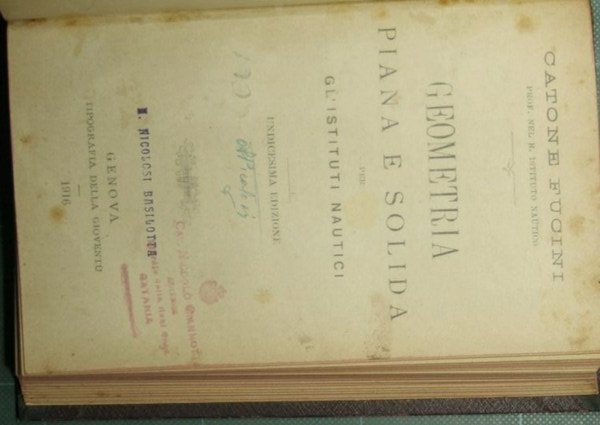 CATONE FUCINI
PROF. NEL R. ISTITUTO NAUTICO
GEOMETRIA
PIANA E SOLIDA
PER
GL'ISTITUTI NAUTICI
UNDICESIMA EDIZIONE
N. NICOLOSI BASILOTTA
CATANIA
GENOVA
TIPOGRAFIA DELLA GIOVENTÙ
1916